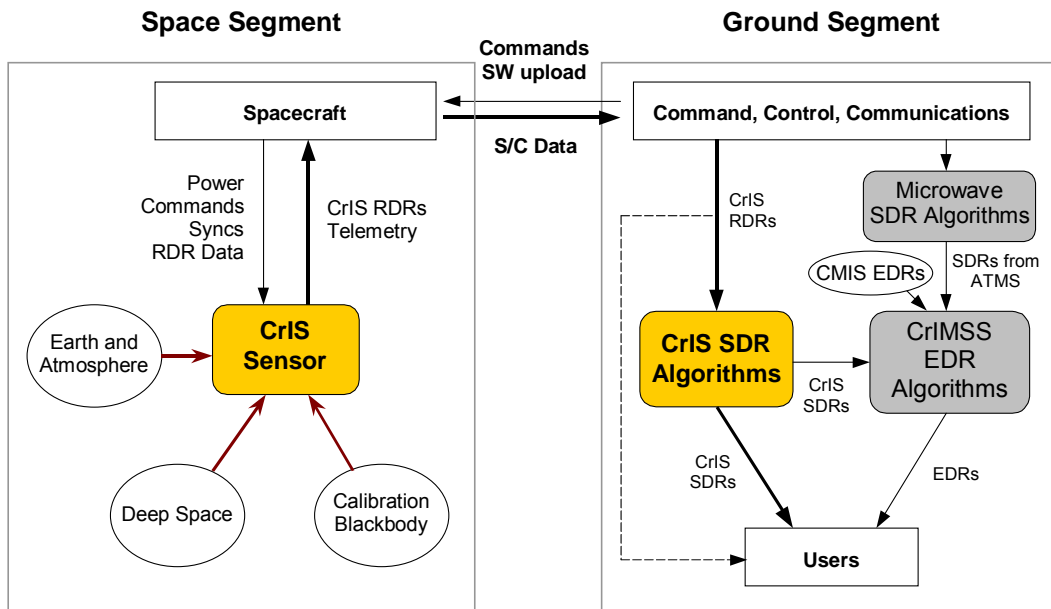 Space Segment
Ground Segment
Commands
SW upload
Spacecraft
Command, Control, Communications
S/C Data
Power
Commands
Syncs
RDR Data
CrIS RDRs
Telemetry
CrIS
RDRs
Microwave
SDR Algorithms
CMIS EDRs
SDRs from
ATMS
Earth and
Atmosphere
CrIS
Sensor
CrIS SDR
Algorithms
CrIS
SDRs
CrIMSS
EDR
Algorithms
Deep Space
Calibration
Blackbody
CrIS
SDRs
EDRs
Users